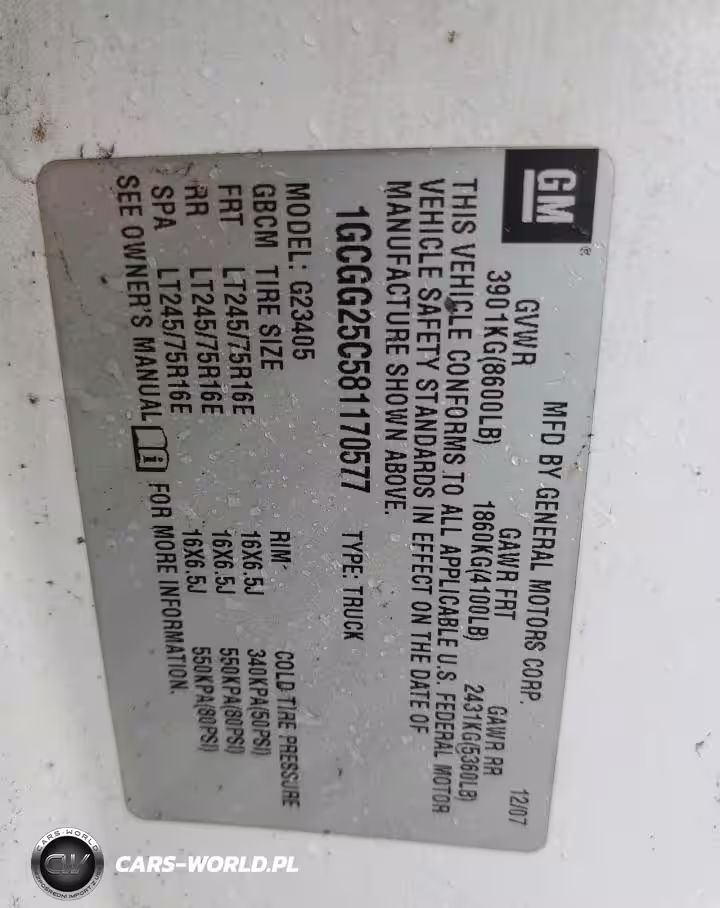 GM
®
MFD BY GENERAL MOTORS CORP. 12/07
GVWR GAWR FRT GAWR RR
3901KG(8600LB) 1860KG(4100LB) 2431KG(5360LB)
THIS VEHICLE CONFORMS TO ALL APPLICABLE U.S. FEDERAL MOTOR
VEHICLE SAFETY STANDARDS IN EFFECT ON THE DATE OF
MANUFACTURE SHOWN ABOVE.
1GCGG25C581170577 TYPE: TRUCK
MODEL: G23405
GBCM TIRE SIZE RIM COLD TIRE PRESSURE
FRT LT245/75R16E 16X6.5J 340KPA(50PSI)
RR LT245/75R16E 16X6.5J 550KPA(80PSI)
SPA LT245/75R16E 16X6.5J 550KPA(80PSI)
SEE OWNER'S MANUAL FOR MORE INFORMATION.
CARS-WORLD
CW
CARS-WORLD.PL